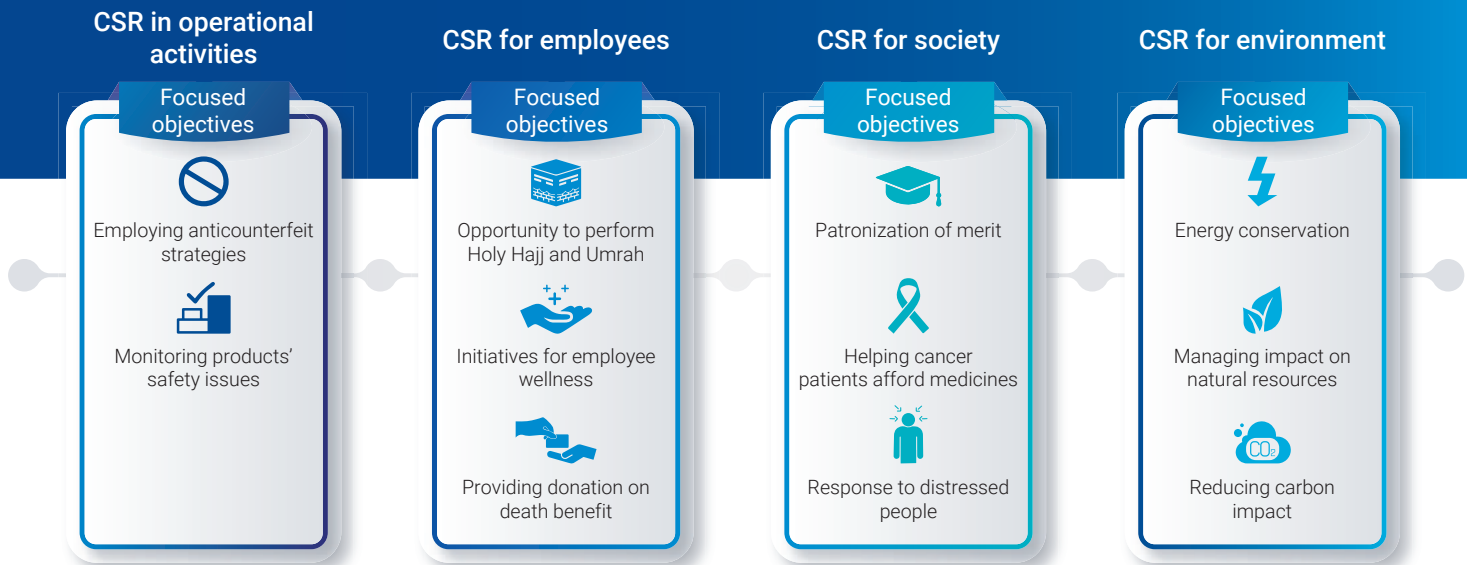 CSR in operational
activities
Focused
objectives
Employing anticounterfeit
strategies
Monitoring products'
safety issues
CSR for employees
Focused
objectives
Opportunity to perform
Holy Hajj and Umrah
Initiatives for employee
wellness
Providing donation on
death benefit
CSR for society
Focused
objectives
Patronization of merit
Helping cancer
patients afford medicines
Response to distressed
people
CSR for environment
Focused
objectives
Energy conservation
Managing impact on
natural resources
CO₂
Reducing carbon
impact